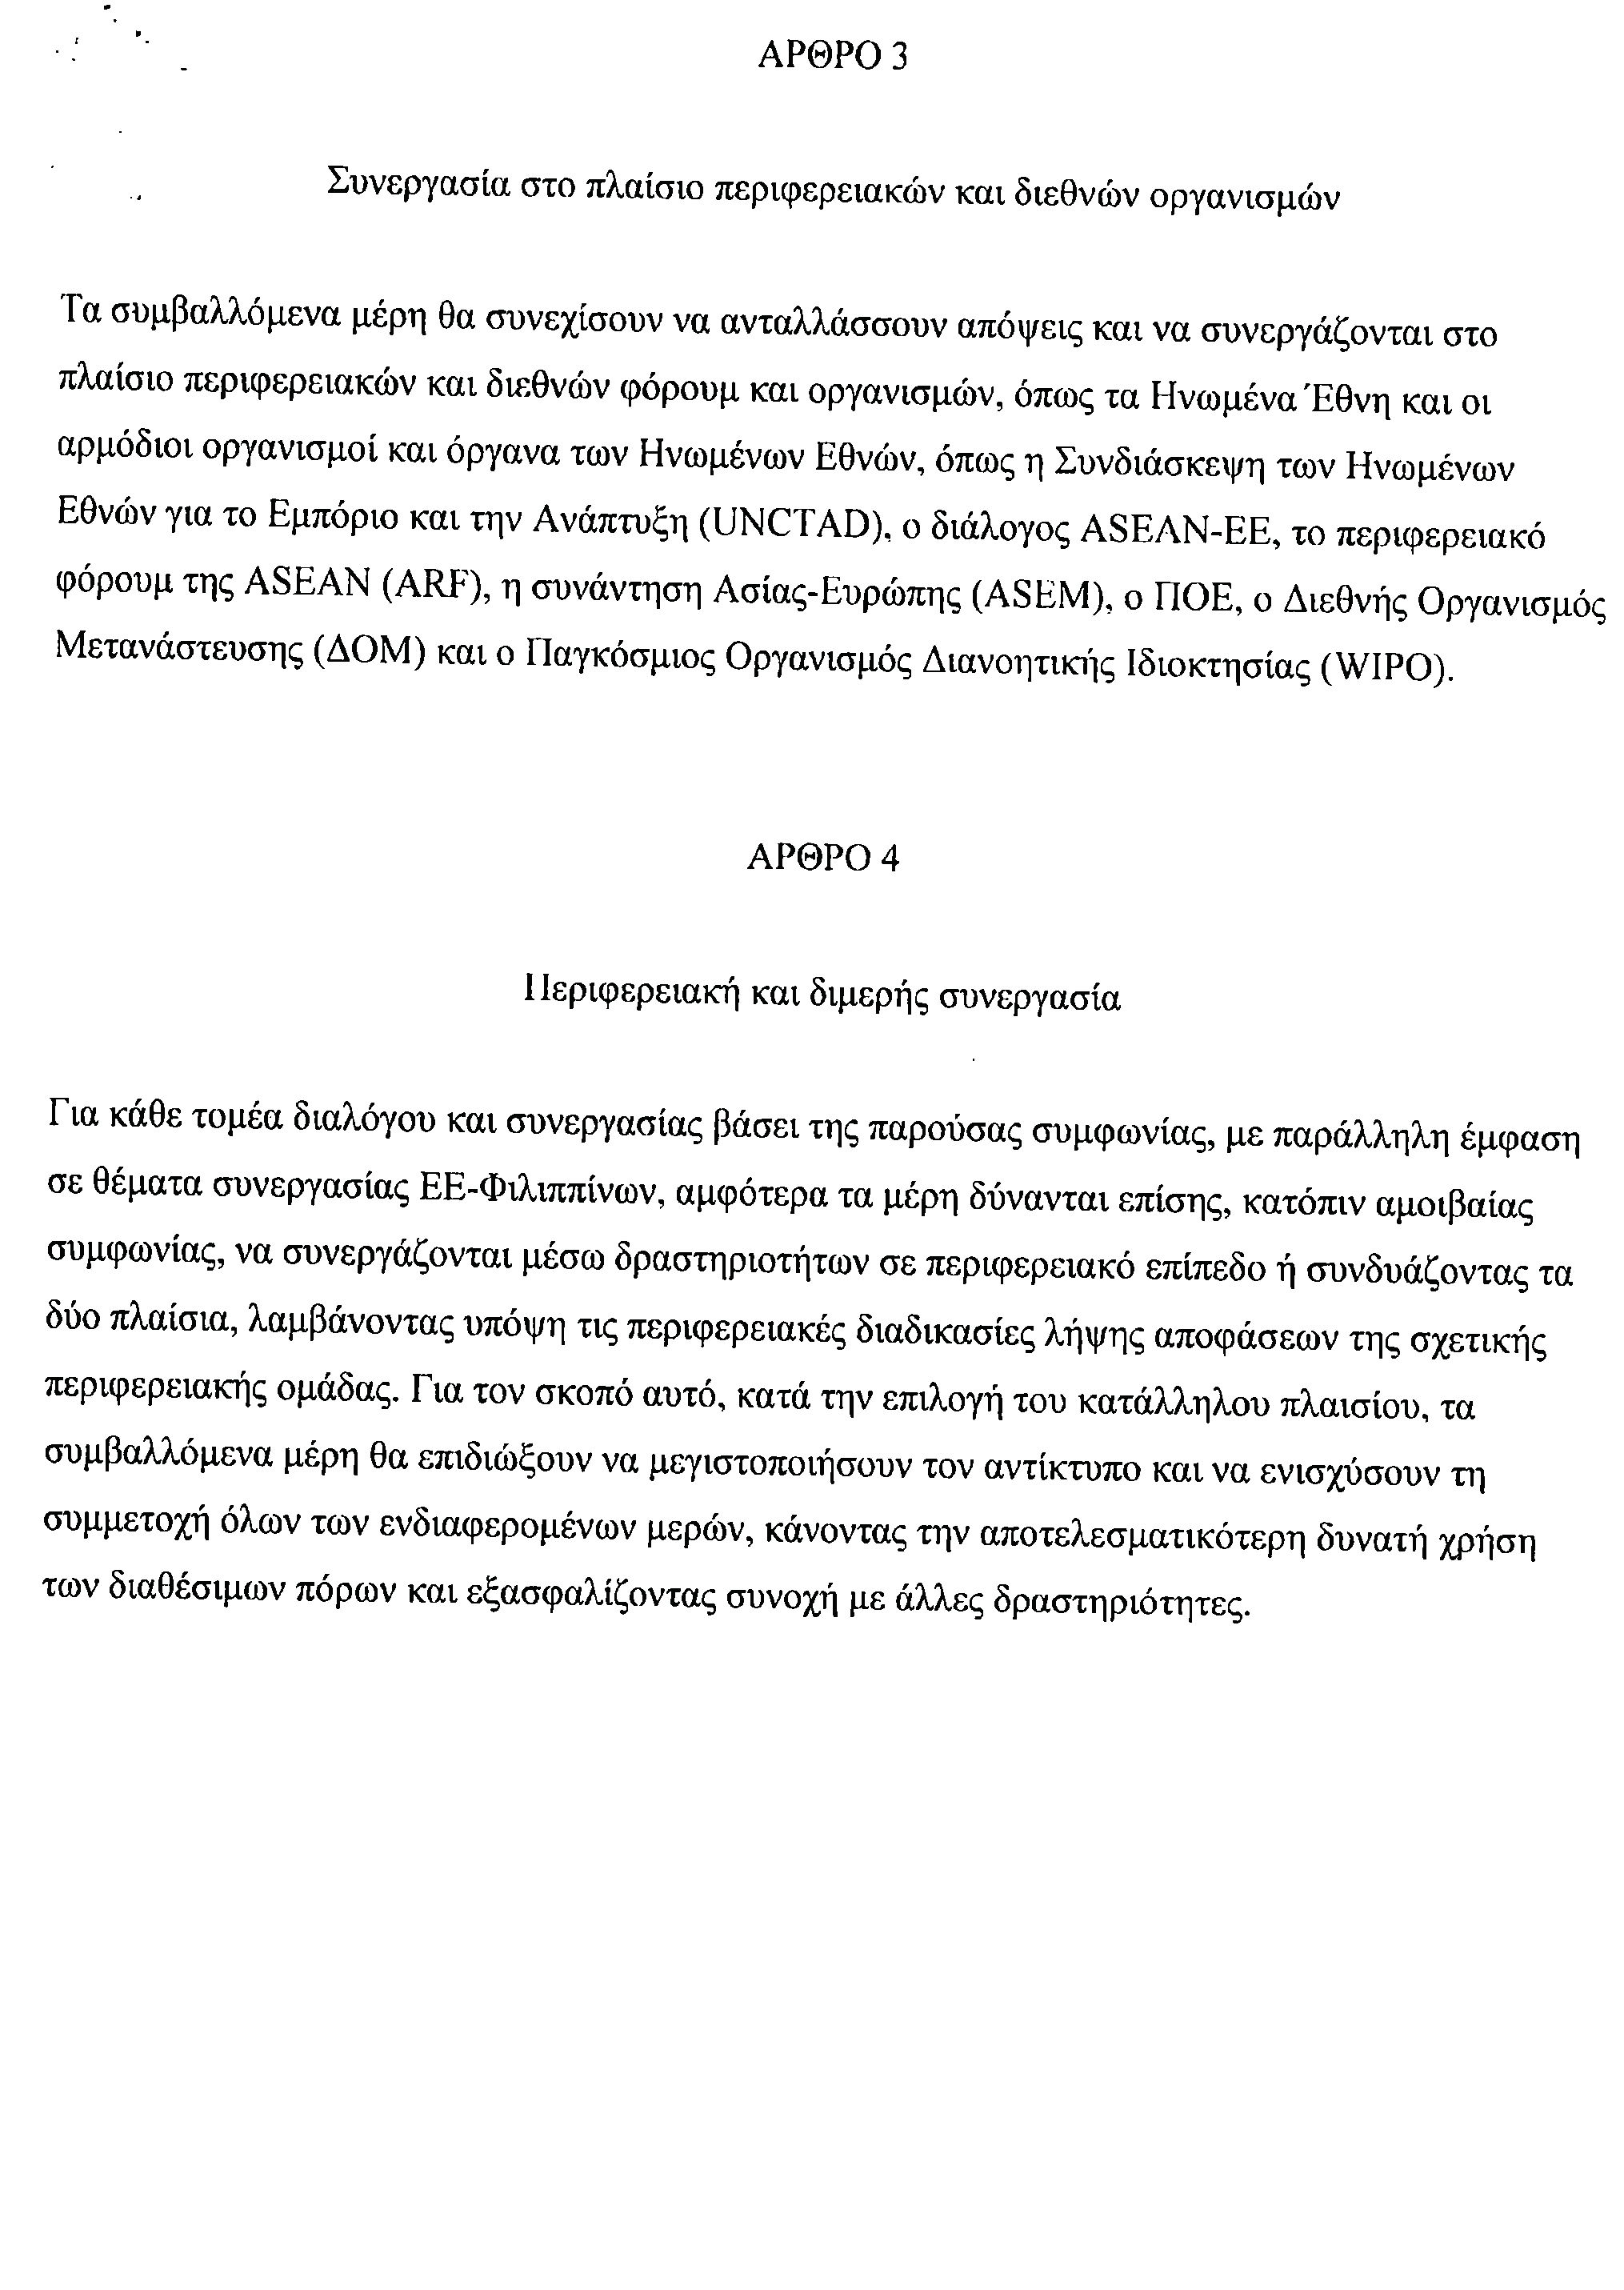 ΑΡΘΡΟ 3
Συνεργασία στο πλαίσιο περιφερειακών και διεθνών οργανισμών
Τα συμβαλλόμενα μέρη θα συνεχίσουν να ανταλλάσσουν απόψεις και να συνεργάζονται στο
πλαίσιο περιφερειακών και διεθνών φόρουμ και οργανισμών, όπως τα Ηνωμένα Έθνη και οι
αρμόδιοι οργανισμοί και όργανα των Ηνωμένων Εθνών, όπως η Συνδιάσκεψη των Ηνωμένων
Εθνών για το Εμπόριο και την Ανάπτυξη (UNCTAD), ο διάλογος ASEAN-ΕΕ, το περιφερειακό
φόρουμ της ASEAN (ARF), η συνάντηση Ασίας-Ευρώπης (ASEM), ο ΠΟΕ, ο Διεθνής Οργανισμός
Μετανάστευσης (ΔΟΜ) και ο Παγκόσμιος Οργανισμός Διανοητικής Ιδιοκτησίας (WIPO).
ΑΡΘΡΟ 4
Περιφερειακή και διμερής συνεργασία
Για κάθε τομέα διαλόγου και συνεργασίας βάσει της παρούσας συμφωνίας, με παράλληλη έμφαση
σε θέματα συνεργασίας ΕΕ-Φιλιππίνων, αμφότερα τα μέρη δύνανται επίσης, κατόπιν αμοιβαίας
συμφωνίας, να συνεργάζονται μέσω δραστηριοτήτων σε περιφερειακό επίπεδο ή συνδυάζοντας τα
δύο πλαίσια, λαμβάνοντας υπόψη τις περιφερειακές διαδικασίες λήψης αποφάσεων της σχετικής
περιφερειακής ομάδας. Για τον σκοπό αυτό, κατά την επιλογή του κατάλληλου πλαισίου, τα
συμβαλλόμενα μέρη θα επιδιώξουν να μεγιστοποιήσουν τον αντίκτυπο και να ενισχύσουν τη
συμμετοχή όλων των ενδιαφερομένων μερών, κάνοντας την αποτελεσματικότερη δυνατή χρήση
των διαθέσιμων πόρων και εξασφαλίζοντας συνοχή με άλλες δραστηριότητες.